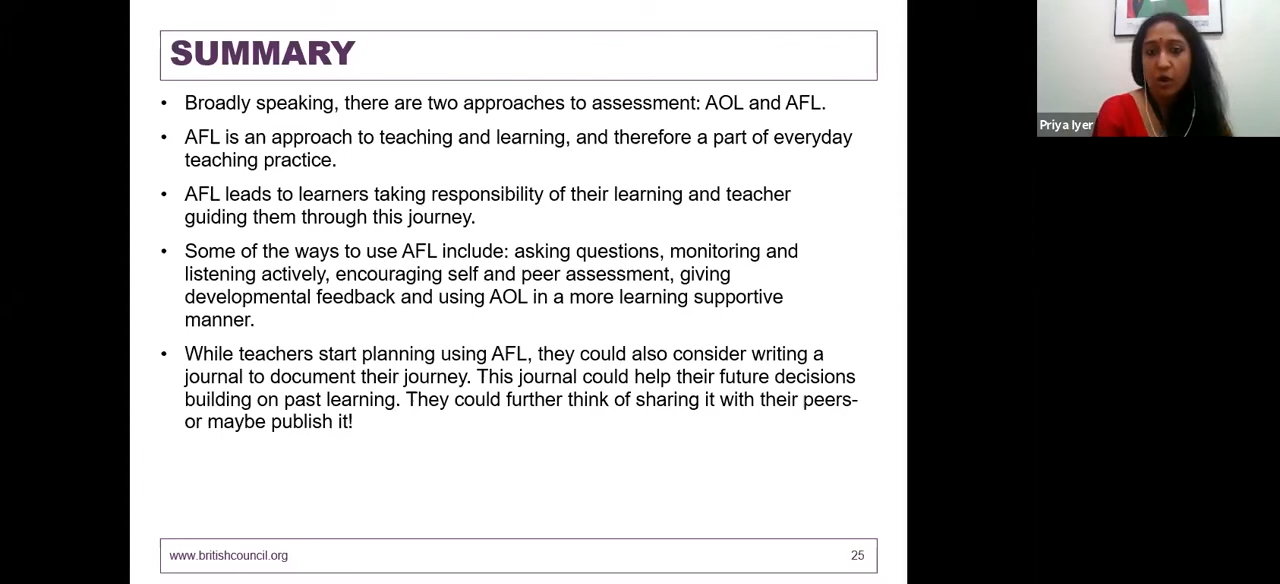 SUMMARY
• Broadly speaking, there are two approaches to assessment: AOL and AFL.
• AFL is an approach to teaching and learning, and therefore a part of everyday
teaching practice.
• AFL leads to learners taking responsibility of their learning and teacher
guiding them through this journey.
• Some of the ways to use AFL include: asking questions, monitoring and
listening actively, encouraging self and peer assessment, giving
developmental feedback and using AOL in a more learning supportive
manner.
• While teachers start planning using AFL, they could also consider writing a
journal to document their journey. This journal could help their future decisions
building on past learning. They could further think of sharing it with their peers-
or maybe publish it!
www.britishcouncil.org
25
Priya Iyer